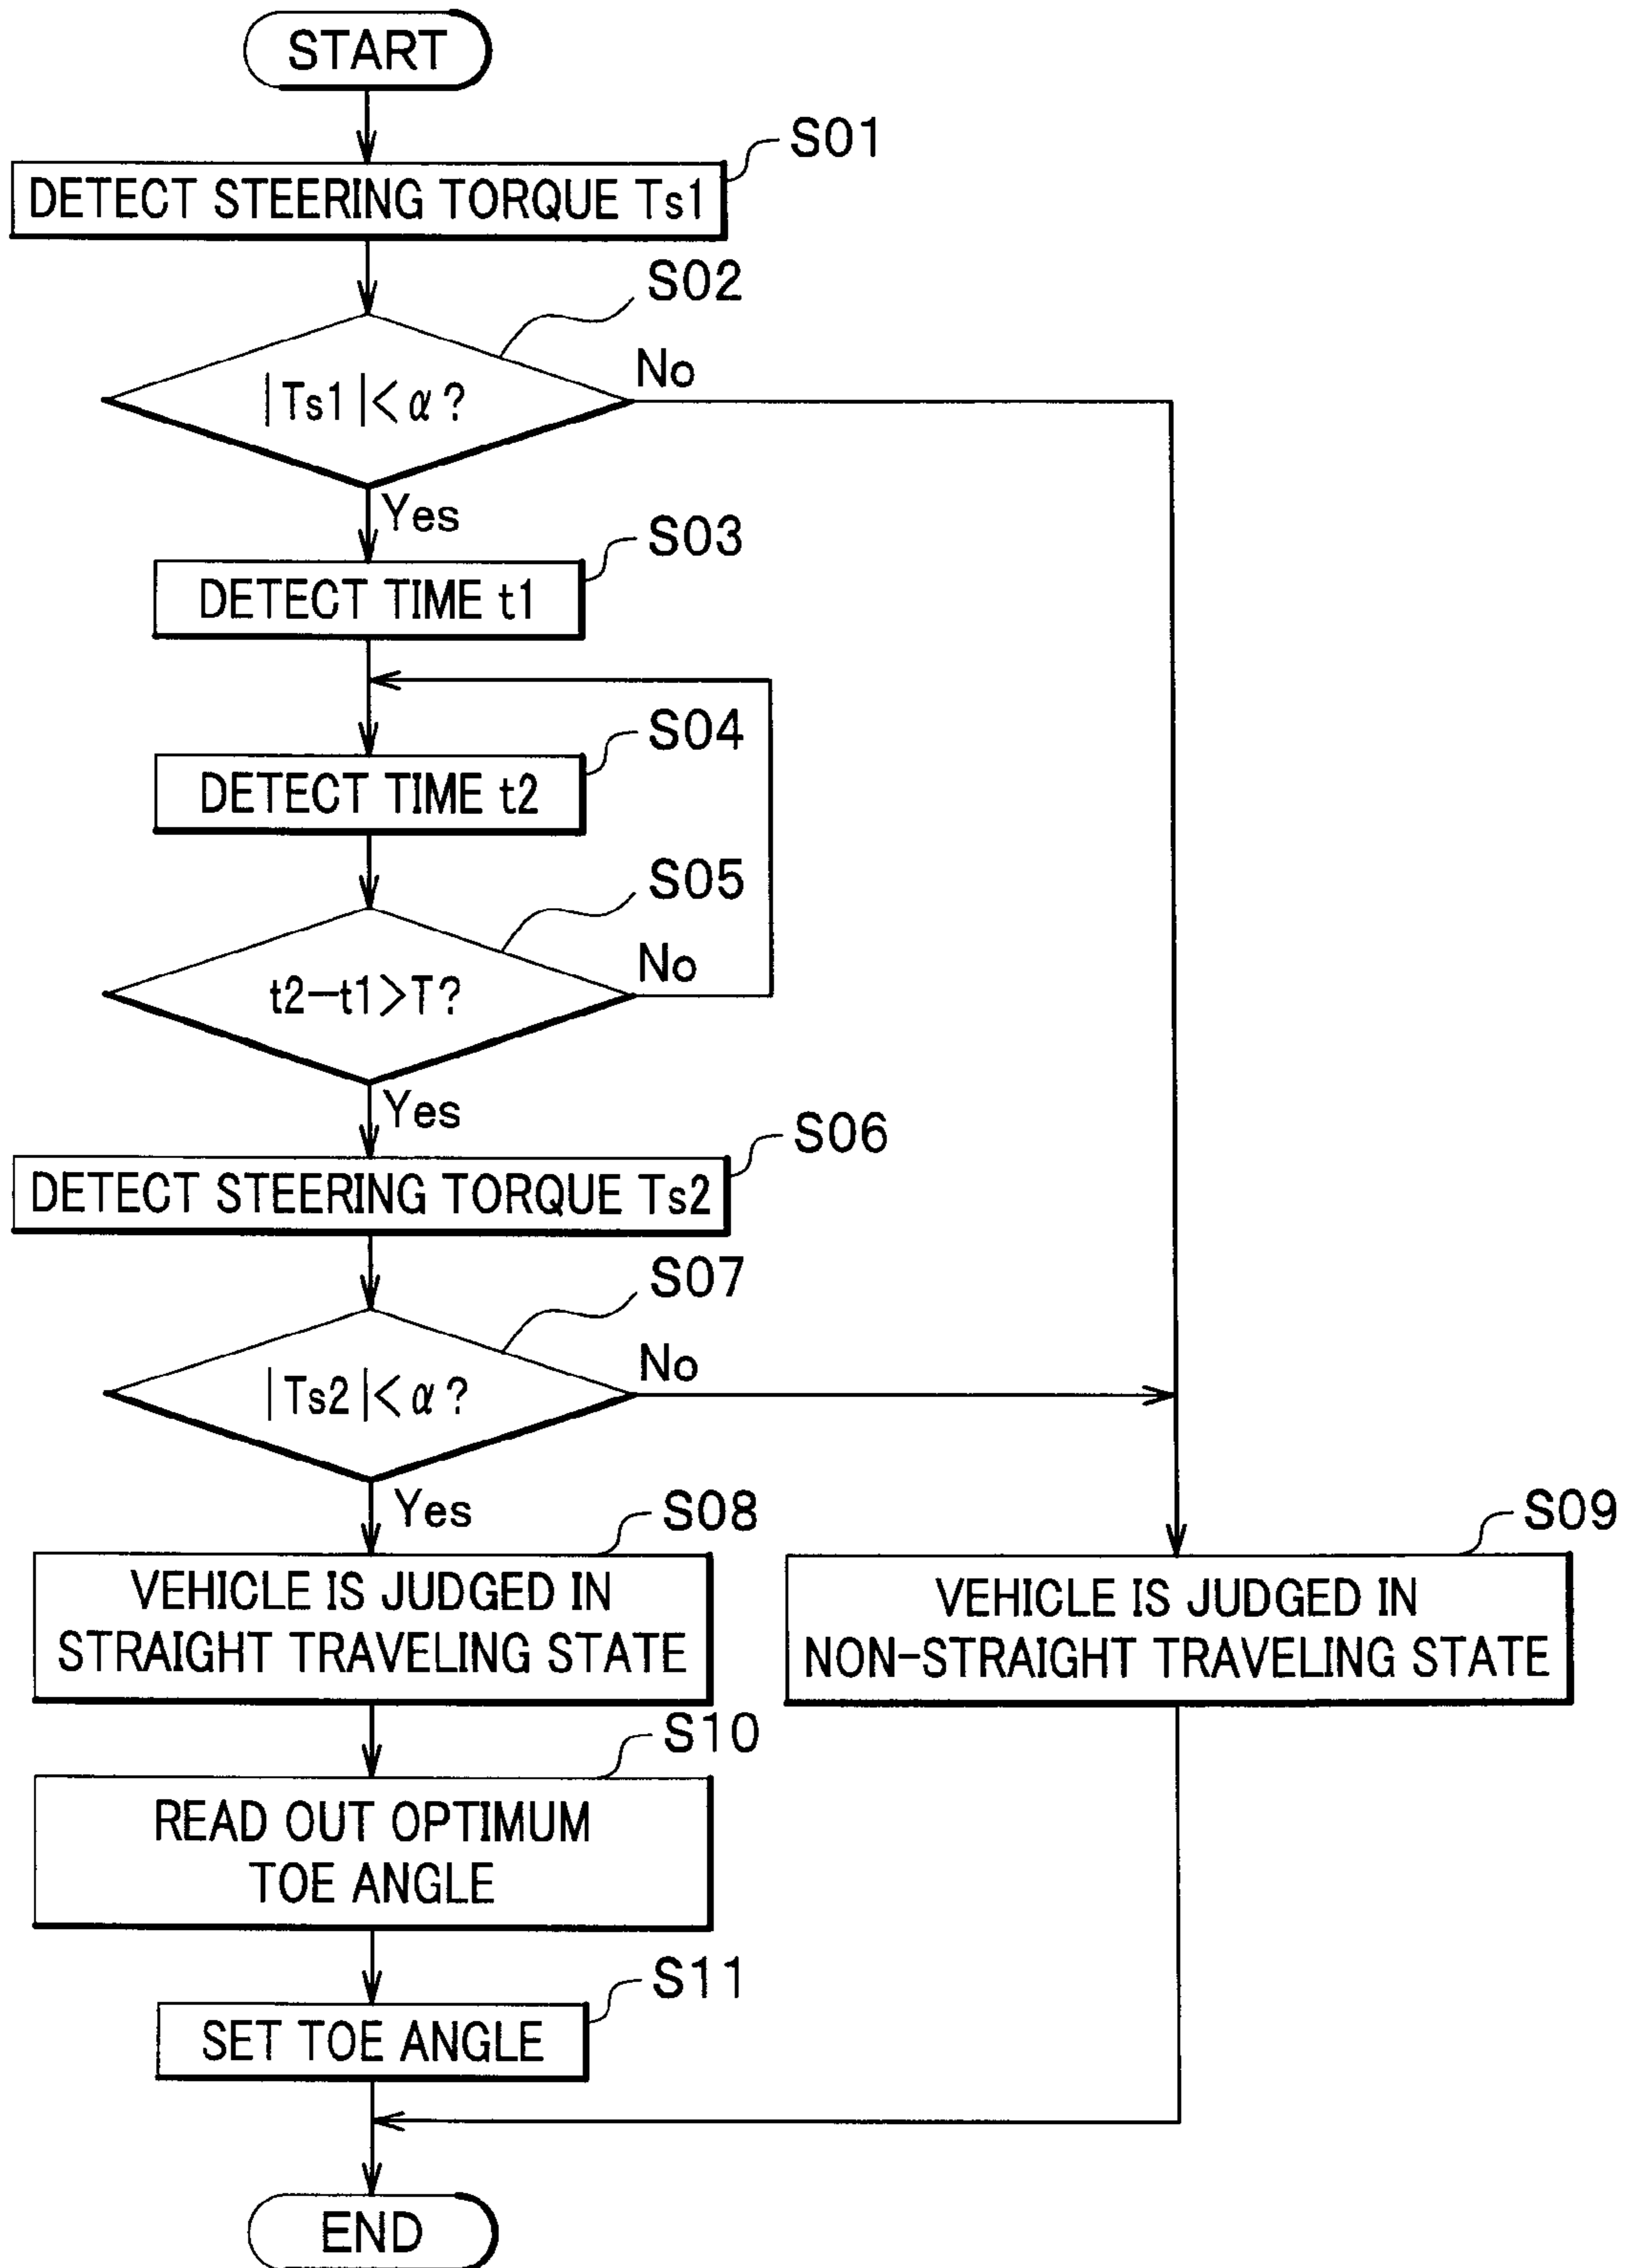 START
S01
DETECT STEERING TORQUE Ts1
S02
|Ts1|<α?
No
Yes
S03
DETECT TIME t1
S04
DETECT TIME t2
S05
t2-t1>T?
No
Yes
S06
DETECT STEERING TORQUE Ts2
S07
|Ts2|<α?
No
Yes
S08
VEHICLE IS JUDGED IN
STRAIGHT TRAVELING STATE
S09
VEHICLE IS JUDGED IN
NON-STRAIGHT TRAVELING STATE
S10
READ OUT OPTIMUM
TOE ANGLE
S11
SET TOE ANGLE
END